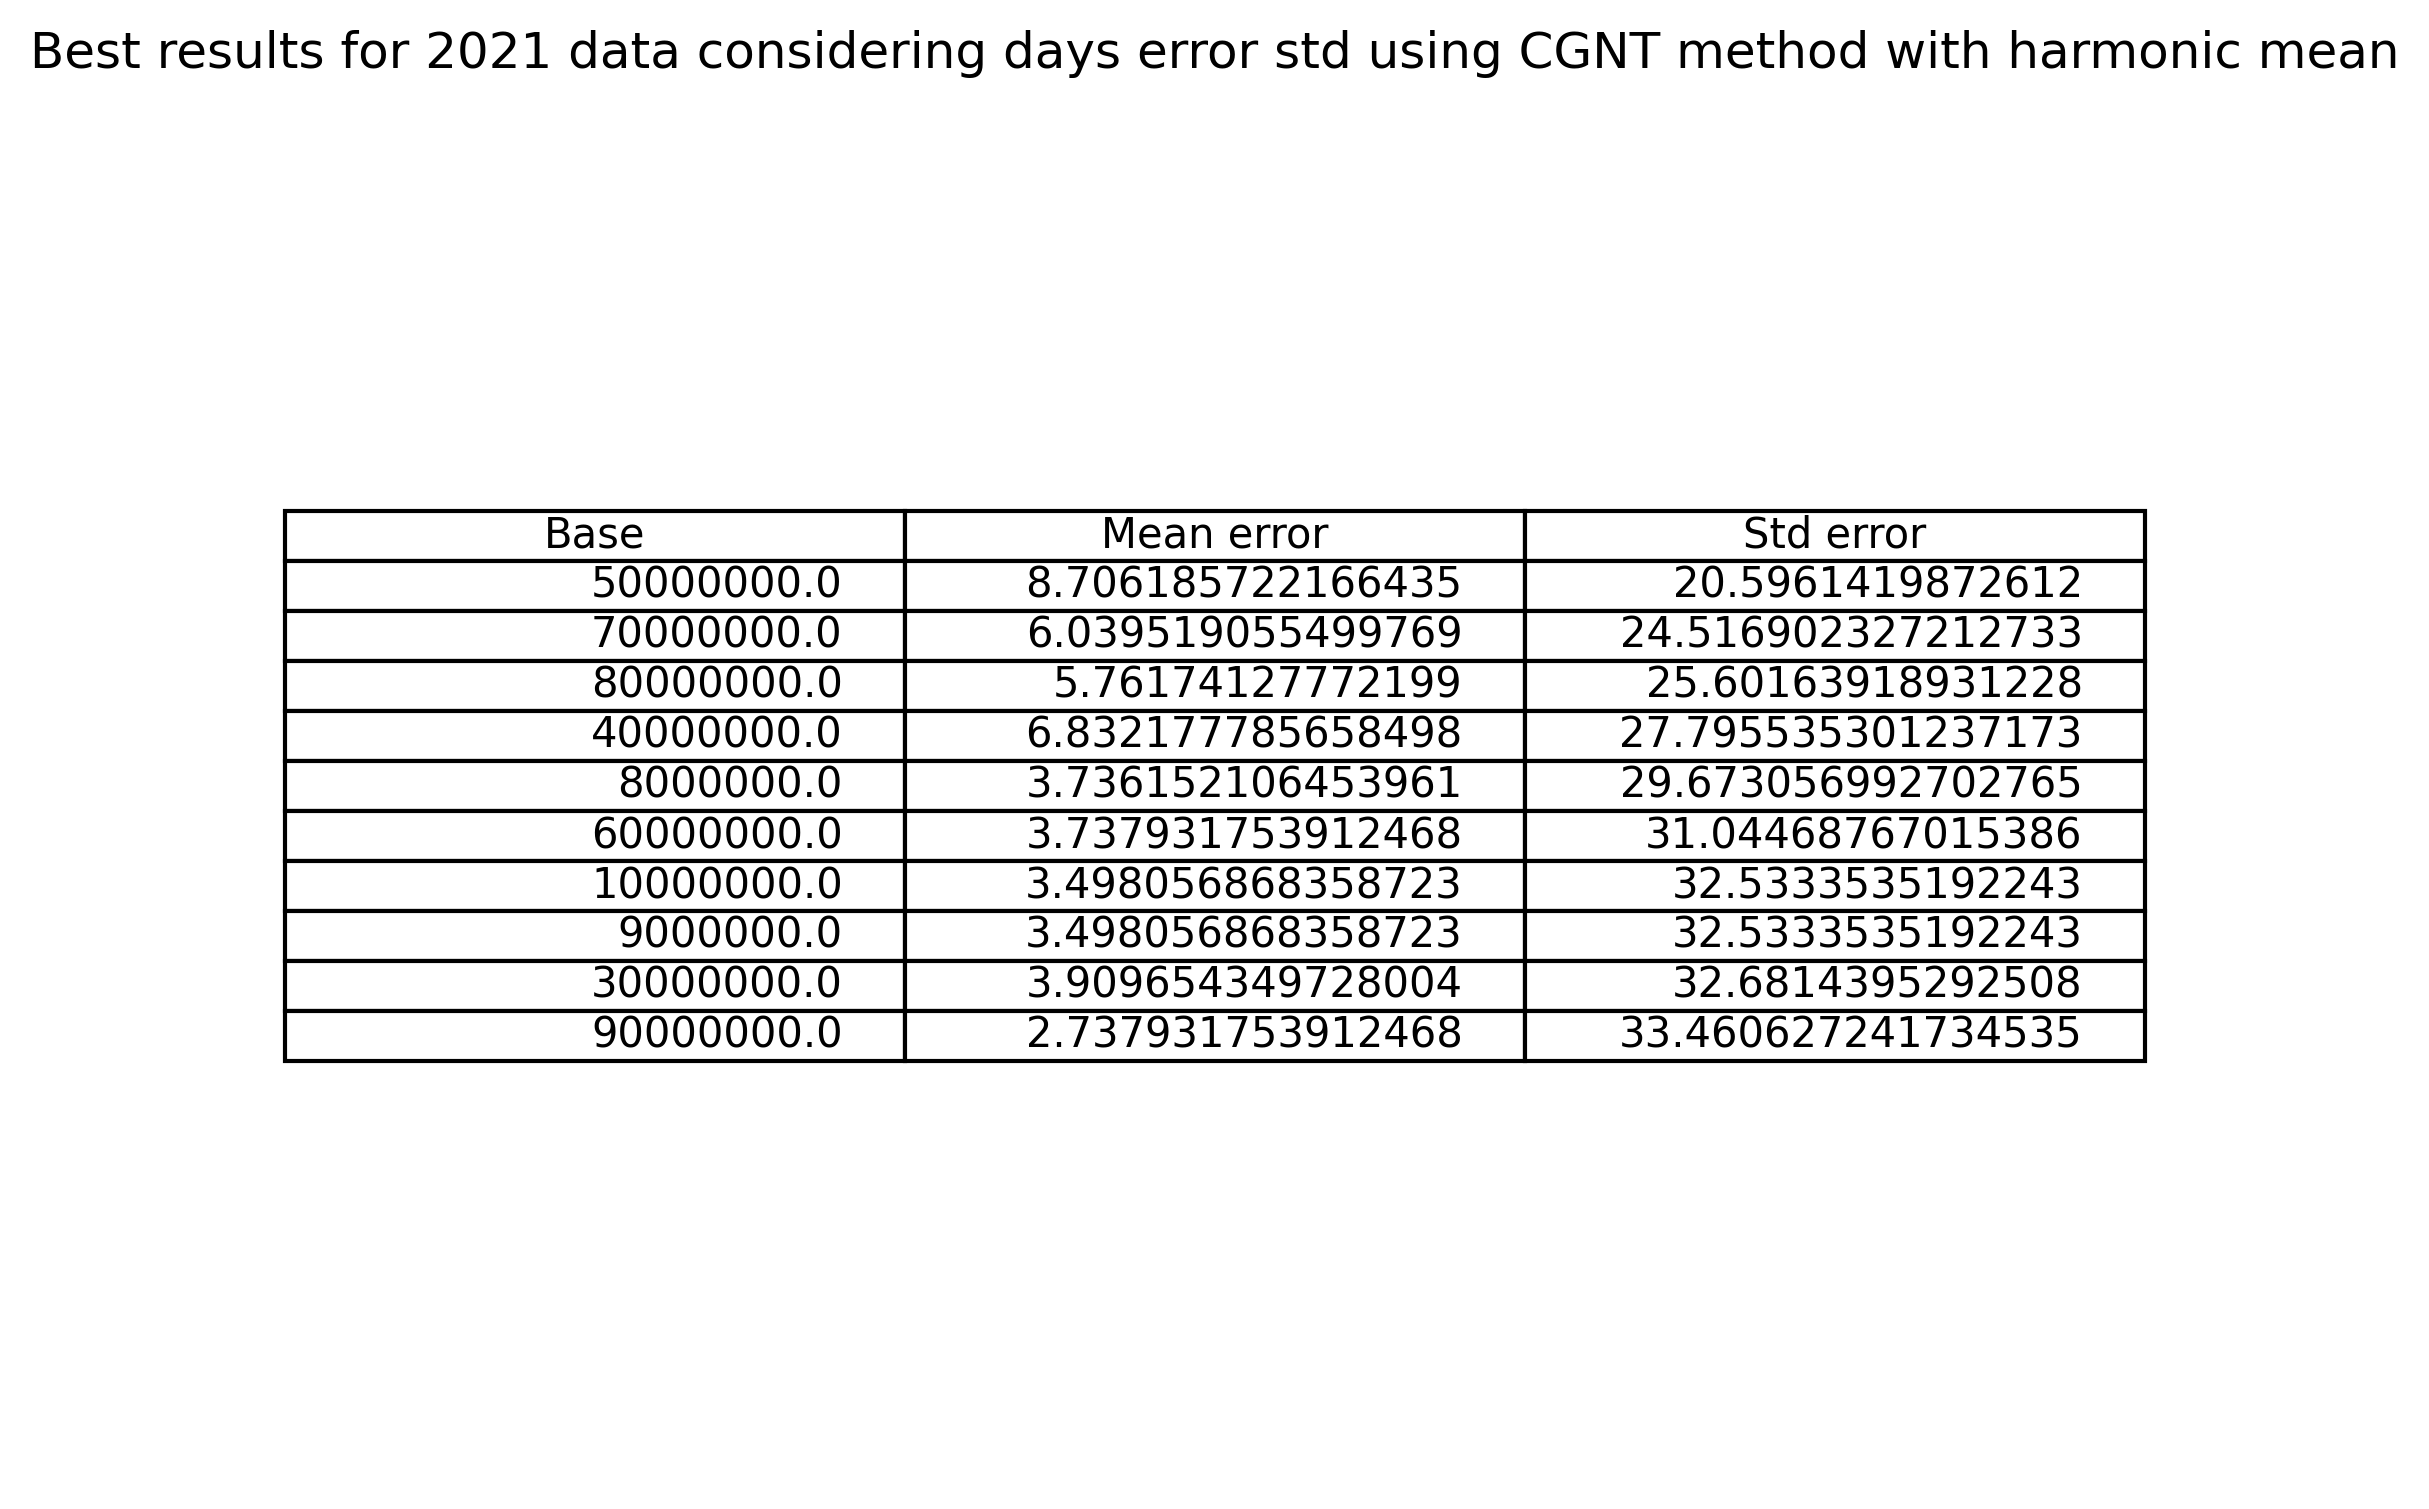 Best results for 2021 data considering days error std using CGNT method with harmonic mean
Base Mean error Std error
50000000.0 8.706185722166435 20.5961419872612
70000000.0 6.039519055499769 24.516902327212733
80000000.0 5.76174127772199 25.60163918931228
40000000.0 6.832177785658498 27.795535301237173
8000000.0 3.736152106453961 29.673056992702765
60000000.0 3.737931753912468 31.04468767015386
10000000.0 3.498056868358723 32.5333535192243
9000000.0 3.498056868358723 32.5333535192243
30000000.0 3.909654349728004 32.6814395292508
90000000.0 2.737931753912468 33.460627241734535